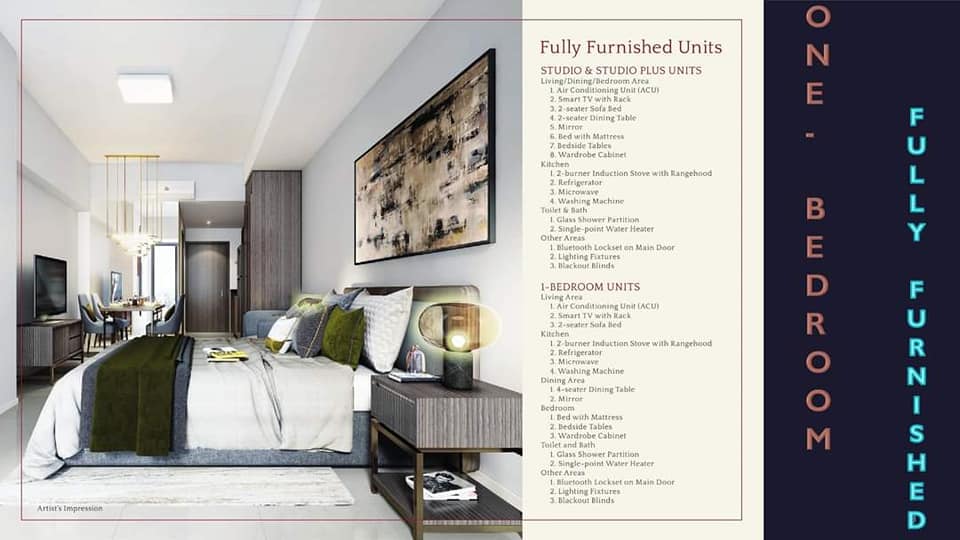 Fully Furnished Units
STUDIO & STUDIO PLUS UNITS
Living/Dining/Bedroom Area
1. Air Conditioning Unit (ACU)
2. Smart TV with Rack
3. 2-seater Sofa Bed
4. 2-seater Dining Table
5. Mirror
6. Bed with Mattress
7. Bedside Tables
8. Wardrobe Cabinet
Kitchen
1. 2-burner Induction Stove with Rangehood
2. Refrigerator
3. Microwave
4. Washing Machine
Toilet & Bath
1. Glass Shower Partition
2. Single-point Water Heater
Other Areas
1. Bluetooth Lockset on Main Door
2. Lighting Fixtures
3. Blackout Blinds
1-BEDROOM UNITS
Living Area
1. Air Conditioning Unit (ACU)
2. Smart TV with Rack
3. 2-seater Sofa Bed
Kitchen
1. 2-burner Induction Stove with Rangehood
2. Refrigerator
3. Microwave
4. Washing Machine
Dining Area
1. 4-seater Dining Table
2. Mirror
Bedroom
1. Bed with Mattress
2. Bedside Tables
3. Wardrobe Cabinet
Toilet and Bath
1. Glass Shower Partition
2. Single-point Water Heater
Other Areas
1. Bluetooth Lockset on Main Door
2. Lighting Fixtures
3. Blackout Blinds
Artist's Impression
ONE - BEDROOM
FULLY FURNISHED